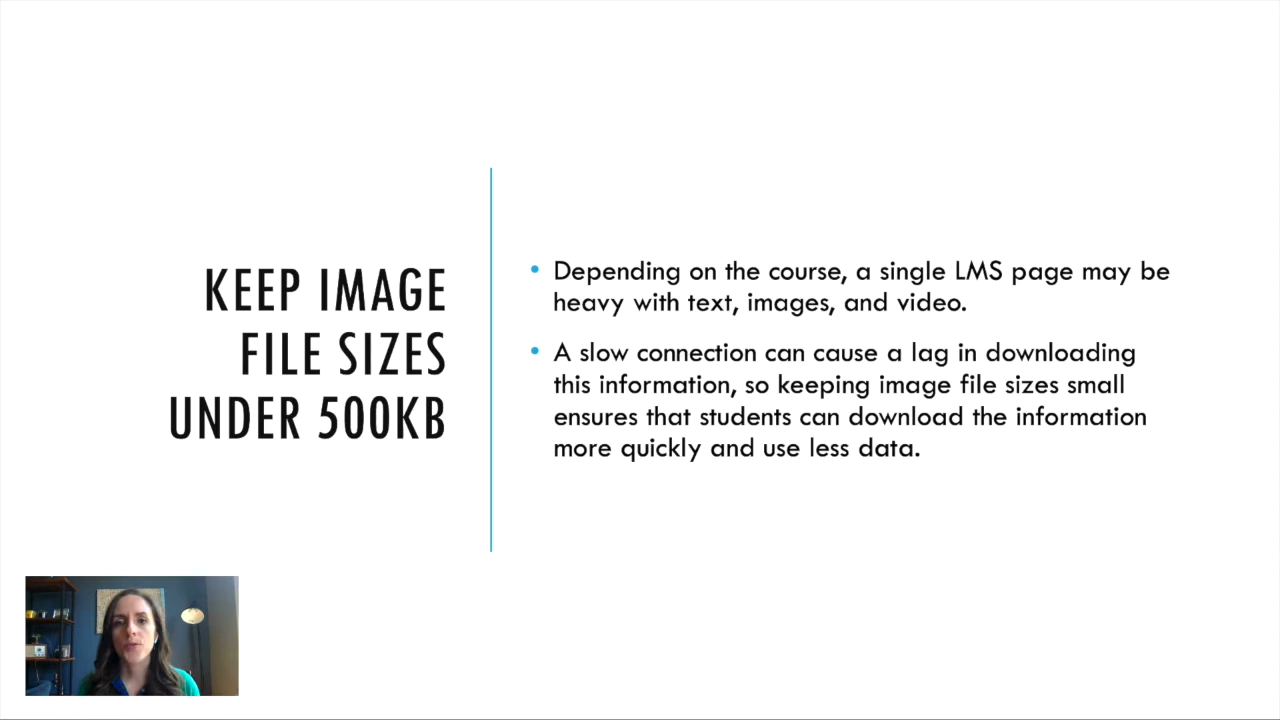 KEEP IMAGE
FILE SIZES
UNDER 500KB
• Depending on the course, a single LMS page may be
heavy with text, images, and video.
• A slow connection can cause a lag in downloading
this information, so keeping image file sizes small
ensures that students can download the information
more quickly and use less data.